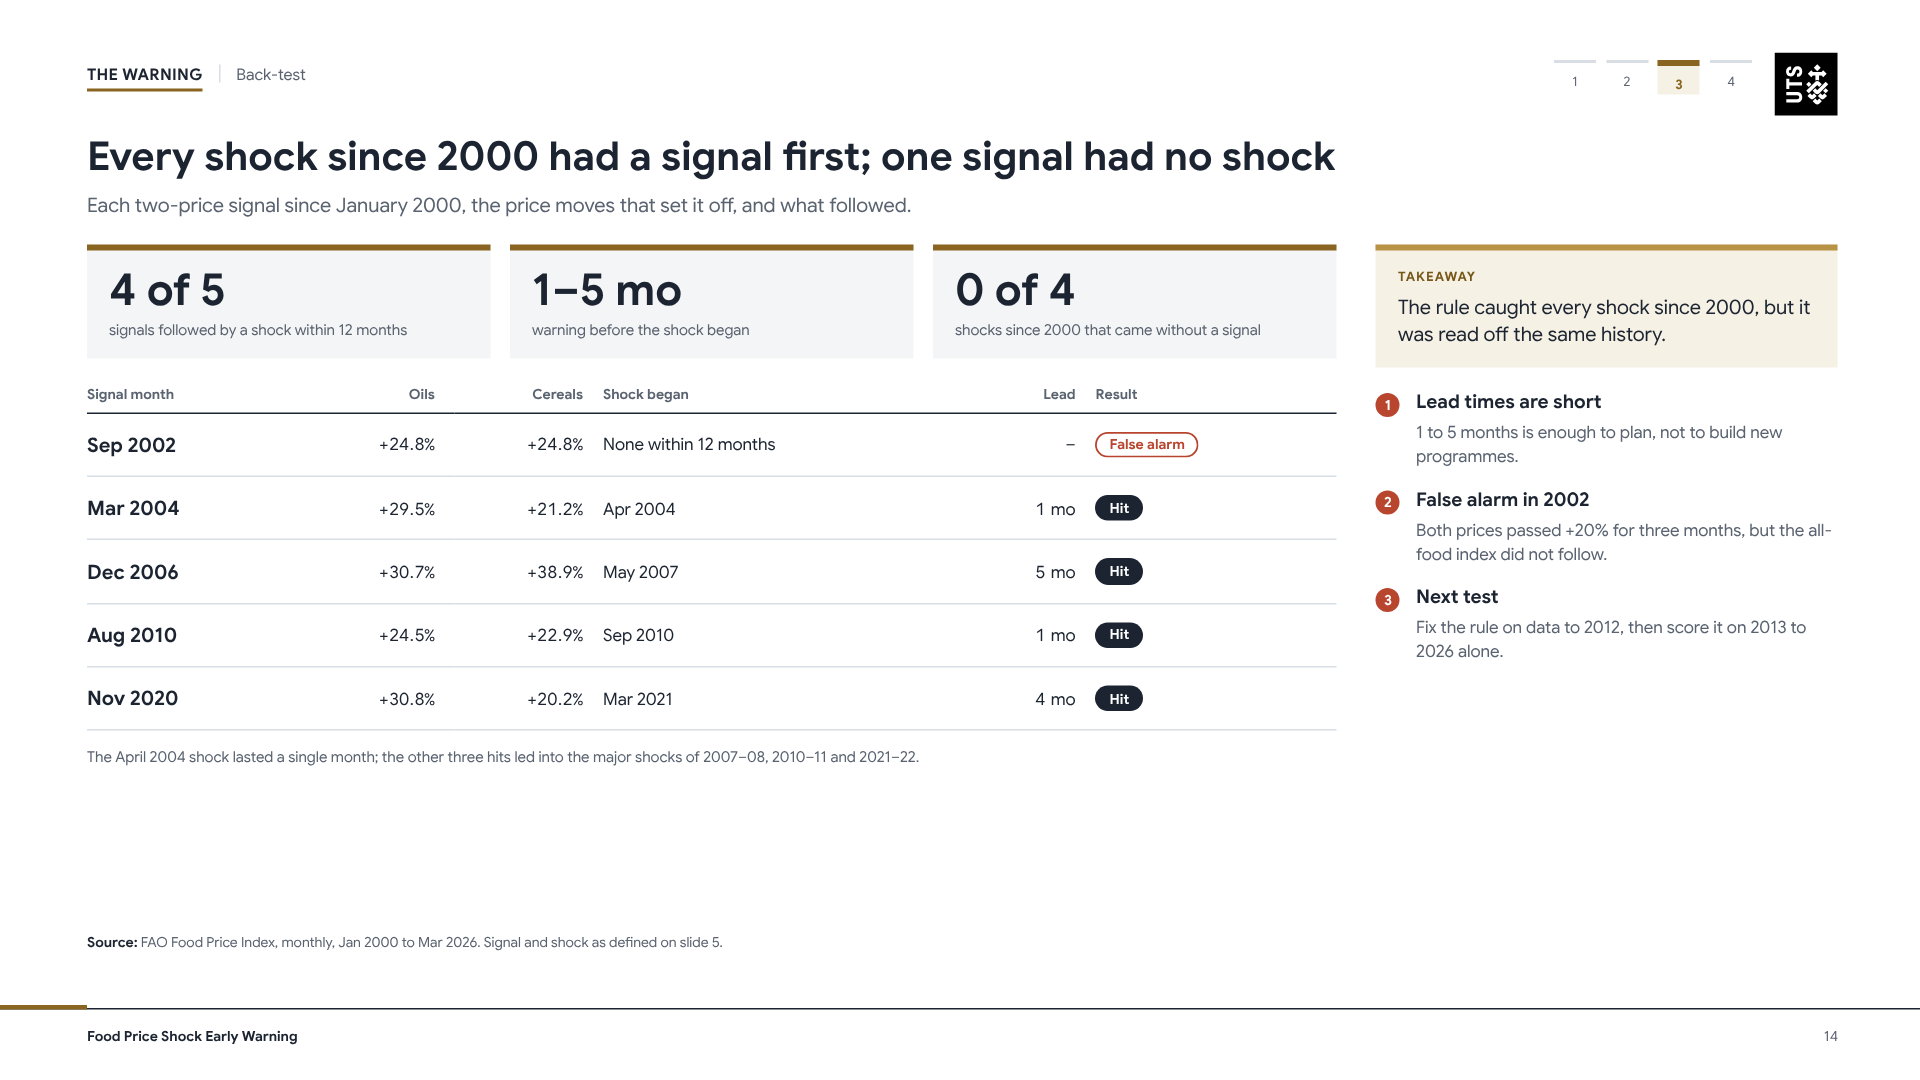 THE WARNING Back-test
1 2 3 4
UTS
Every shock since 2000 had a signal first; one signal had no shock
Each two-price signal since January 2000, the price moves that set it off, and what followed.
4 of 5
signals followed by a shock within 12 months
1–5 mo
warning before the shock began
0 of 4
shocks since 2000 that came without a signal
Signal month Oils Cereals Shock began Lead Result
Sep 2002 +24.8% +24.8% None within 12 months – False alarm
Mar 2004 +29.5% +21.2% Apr 2004 1 mo Hit
Dec 2006 +30.7% +38.9% May 2007 5 mo Hit
Aug 2010 +24.5% +22.9% Sep 2010 1 mo Hit
Nov 2020 +30.8% +20.2% Mar 2021 4 mo Hit
The April 2004 shock lasted a single month; the other three hits led into the major shocks of 2007–08, 2010–11 and 2021–22.
TAKEAWAY
The rule caught every shock since 2000, but it
was read off the same history.
1 Lead times are short
1 to 5 months is enough to plan, not to build new
programmes.
2 False alarm in 2002
Both prices passed +20% for three months, but the all-
food index did not follow.
3 Next test
Fix the rule on data to 2012, then score it on 2013 to
2026 alone.
Source: FAO Food Price Index, monthly, Jan 2000 to Mar 2026. Signal and shock as defined on slide 5.
Food Price Shock Early Warning 14